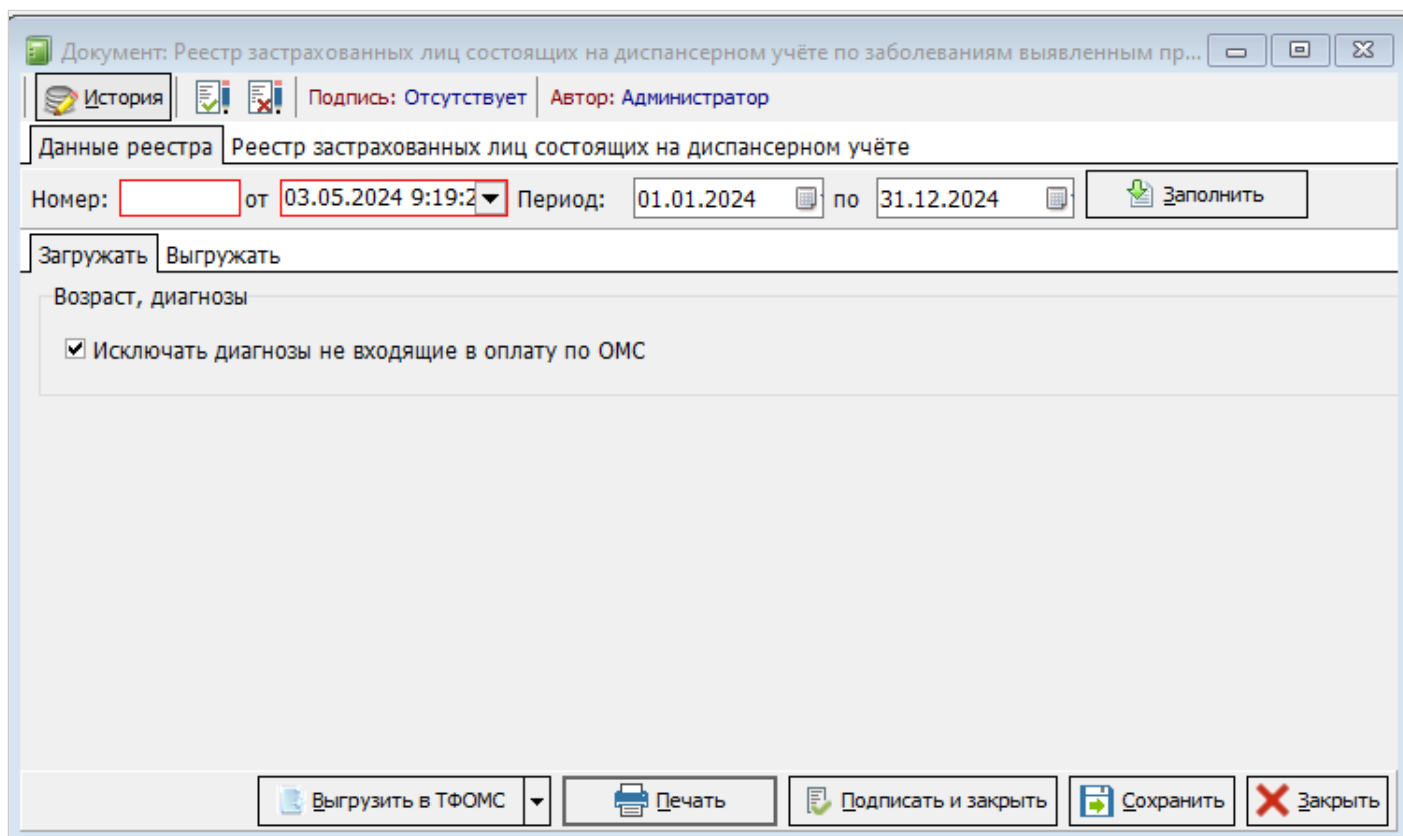 Документ: Реестр застрахованных лиц состоящих на диспансерном учёте по заболеваниям выявленным пр...
История Подпись: Отсутствует Автор: Администратор
Данные реестра Реестр застрахованных лиц состоящих на диспансерном учёте
Номер: от 03.05.2024 9:19:2 Период: 01.01.2024 по 31.12.2024 Заполнить
Загружать Выгружать
Возраст, диагнозы
Исключать диагнозы не входящие в оплату по ОМС
Выгрузить в ТФОМС Печать Подписать и закрыть Сохранить Закрыть